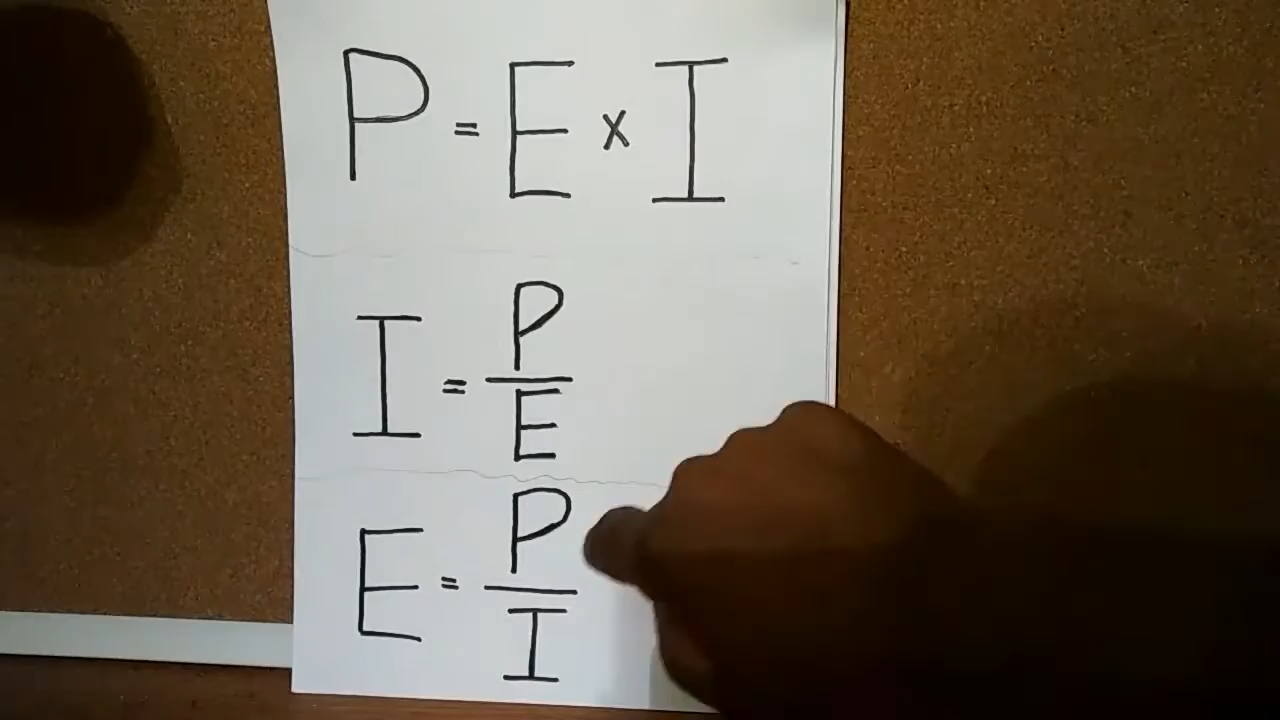 P = E x I
I = P/E
E = P/I